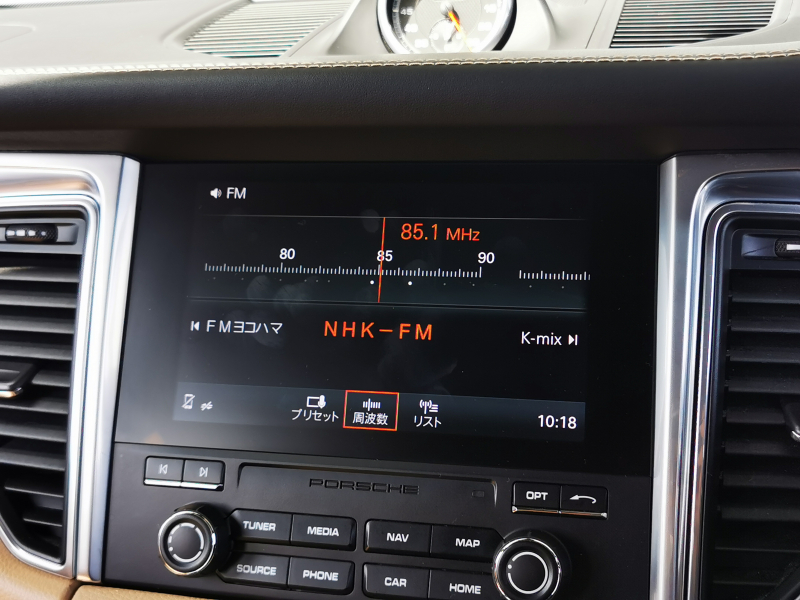 FM
85.1 MHz
80 85 90
FMヨコハマ NHK-FM K-mix
プリセット 周波数 リスト 10:18
PORSCHE
OPT
TUNER MEDIA NAV MAP
SOURCE PHONE CAR HOME